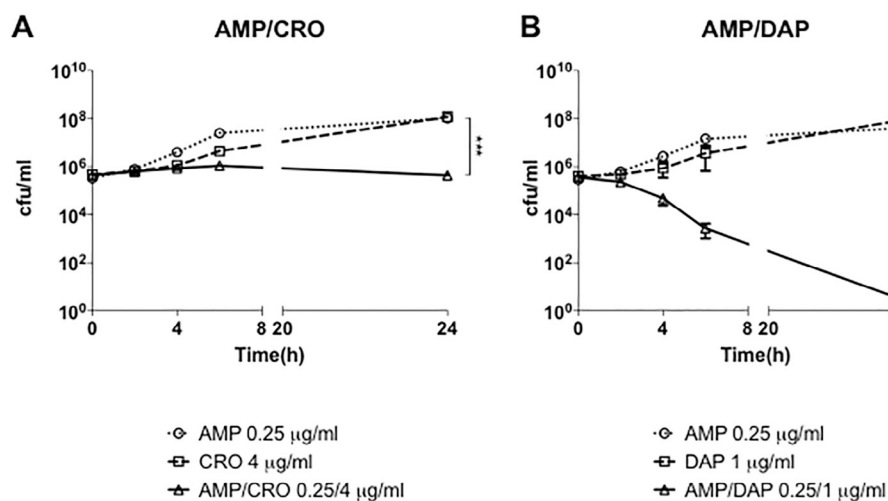 A AMP/CRO
B AMP/DAP
cfu/ml
10¹⁰
10⁸
10⁶
10⁴
10²
10⁰
0 4 8 20 24
Time(h)
***
AMP 0.25 µg/ml
CRO 4 µg/ml
AMP/CRO 0.25/4 µg/ml
cfu/ml
10¹⁰
10⁸
10⁶
10⁴
10²
10⁰
0 4 8 20
Time(h)
AMP 0.25 µg/ml
DAP 1 µg/ml
AMP/DAP 0.25/1 µg/ml